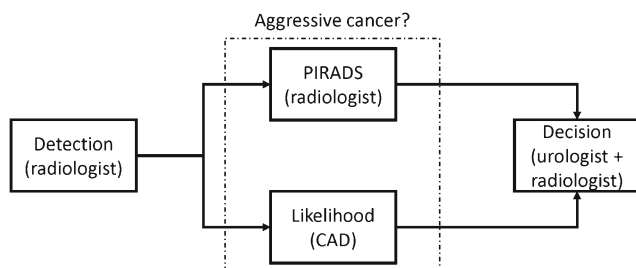 Aggressive cancer?
PIRADS
(radiologist)
Detection
(radiologist)
Decision
(urologist +
radiologist)
Likelihood
(CAD)